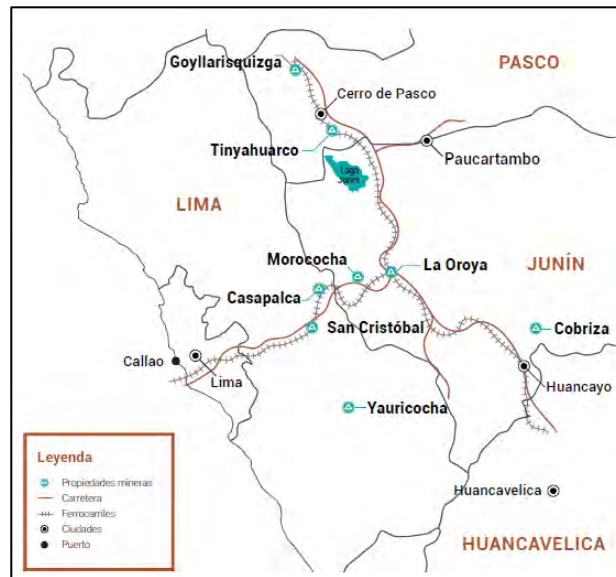 PASCO
Goyllarisquizga
Cerro de Pasco
Tinyahuarco
Paucartambo
Lago
Junín
LIMA
Morococha
La Oroya
JUNÍN
Casapalca
San Cristóbal
Cobriza
Callao
Lima
Huancayo
Yauricocha
Leyenda
Propiedades mineras
Carretera
Ferrocarriles
Ciudades
Puerto
Huancavelica
HUANCAVELICA